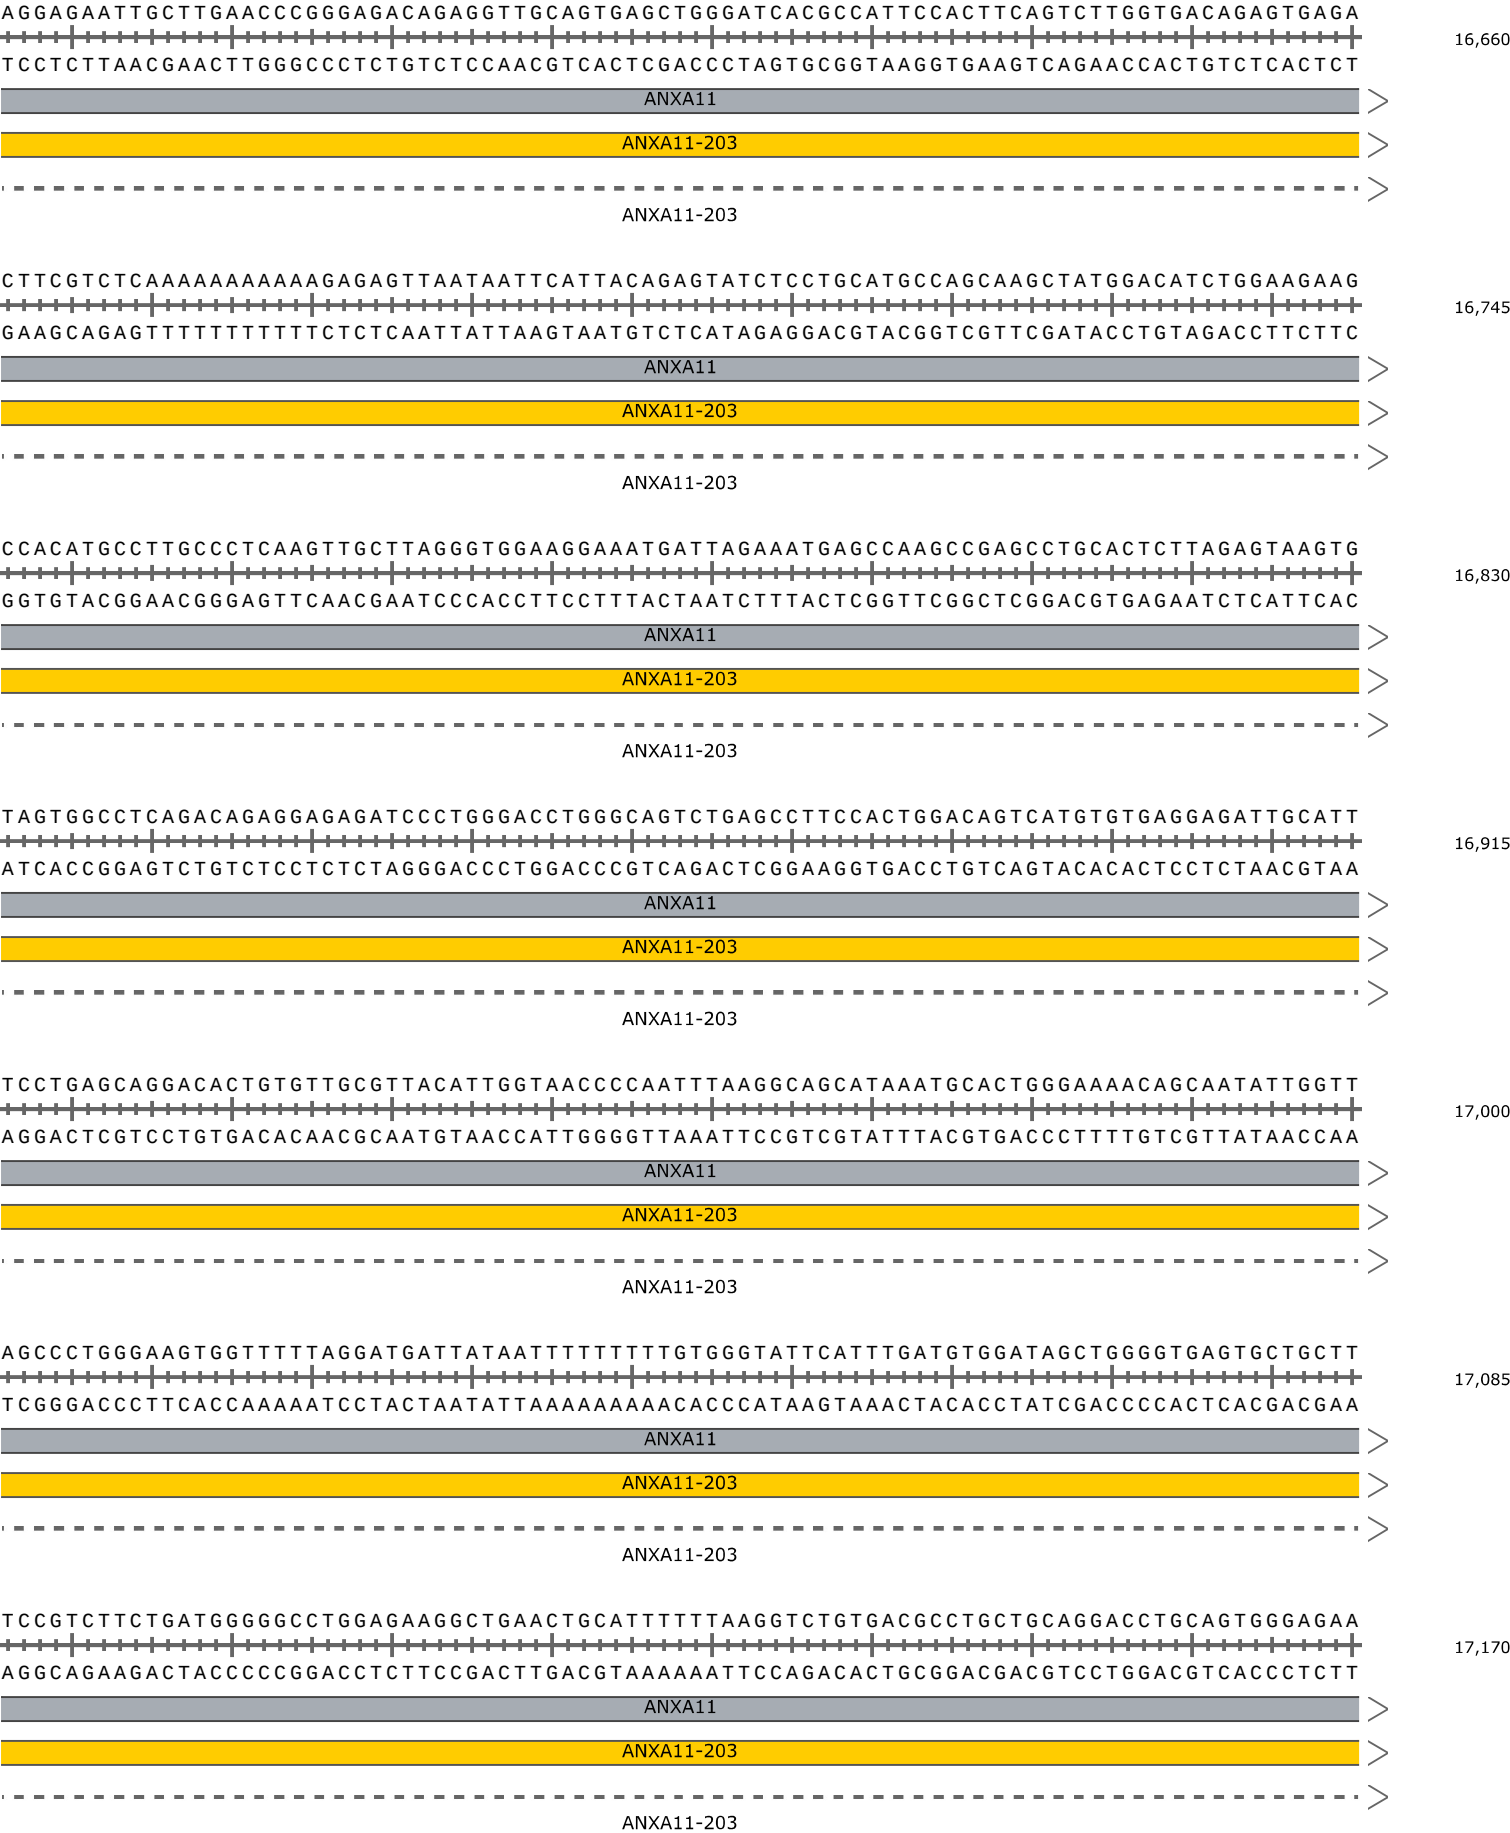 AGGAGAATTGCTTGAACCCGGGAGACAGAGGTTGCAGTGAGCTGGGATCACGCCATTCCACTTCAGTCTTGGTGACAGAGTGAGA
16,660
TCCTCTTAACGAACTTGGGCCCTCTGTCTCCAACGTCACTCGACCCTAGTGCGGTAAGGTGAAGTCAGAACCACTGTCTCACTCT
ANXA11
ANXA11-203
ANXA11-203
CTTCGTCTCAAAAAAAAAAAGAGAGTTAATAATTCATTACAGAGTATCTCCTGCATGCCAGCAAGCTATGGACATCTGGAAGAAG
16,745
GAAGCAGAGTTTTTTTTTTTCTCTCAATTATTAAGTAATGTCTCATAGAGGACGTACGGTCGTTCGATACCTGTAGACCTTCTTC
ANXA11
ANXA11-203
ANXA11-203
CCACATGCCTTGCCCTCAAGTTGCTTAGGGTGGAAGGAAATGATTAGAAATGAGCCAAGCCGAGCCTGCACTCTTAGAGTAAGTG
16,830
GGTGTACGGAACGGGAGTTCAACGAATCCCACCTTCCTTTACTAATCTTTACTCGGTTCGGCTCGGACGTGAGAATCTCATTCAC
ANXA11
ANXA11-203
ANXA11-203
TAGTGGCCTCAGACAGAGGAGAGATCCCTGGGACCTGGGCAGTCTGAGCCTTCCACTGGACAGTCATGTGTGAGGAGATTGCATT
16,915
ATCACCGGAGTCTGTCTCCTCTCTAGGGACCCTGGACCCGTCAGACTCGGAAGGTGACCTGTCAGTACACACTCCTCTAACGTAA
ANXA11
ANXA11-203
ANXA11-203
TCCTGAGCAGGACACTGTGTTGCGTTACATTGGTAACCCCAATTTAAGGCAGCATAAATGCACTGGGAAAACAGCAATATTGGTT
17,000
AGGACTCGTCCTGTGACACAACGCAATGTAACCATTGGGGTTAAATTCCGTCGTATTTACGTGACCCTTTTGTCGTTATAACCAA
ANXA11
ANXA11-203
ANXA11-203
AGCCCTGGGAAGTGGTTTTTAGGATGATTATAATTTTTTTTTGTGGGTATTCATTTGATGTGGATAGCTGGGGTGAGTGCTGCTT
17,085
TCGGGACCCTTCACCAAAAATCCTACTAATATTAAAAAAAAACACCCATAAGTAAACTACACCTATCGACCCCACTCACGACGAA
ANXA11
ANXA11-203
ANXA11-203
TCCGTCTTCTGATGGGGGCCTGGAGAAGGCTGAACTGCATTTTTTAAGGTCTGTGACGCCTGCTGCAGGACCTGCAGTGGGAGAA
17,170
AGGCAGAAGACTACCCCCGGACCTCTTCCGACTTGACGTAAAAAATTCCAGACACTGCGGACGACGTCCTGGACGTCACCCTCTT
ANXA11
ANXA11-203
ANXA11-203